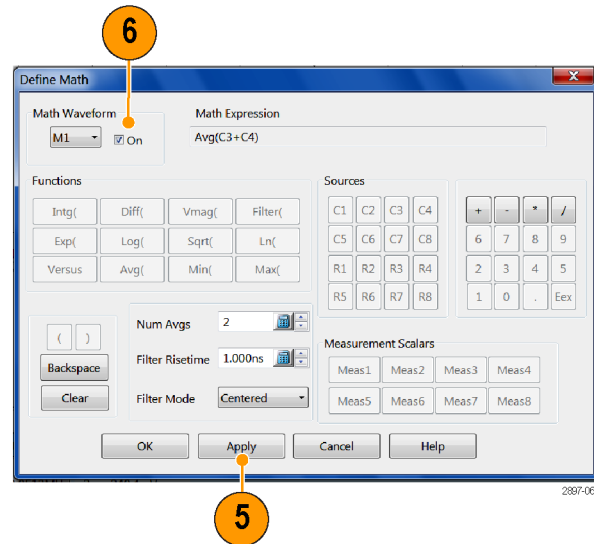 6
Define Math
X
Math Waveform
M1
On
Math Expression
Avg(C3+C4)
Functions
Intg( Diff( Vmag( Filter(
Exp( Log( Sqrt( Ln(
Versus Avg( Min( Max(
Sources
C1 C2 C3 C4
C5 C6 C7 C8
R1 R2 R3 R4
R5 R6 R7 R8
+ - * /
6 7 8 9
2 3 4 5
1 0 . Eex
( )
Backspace
Clear
Num Avgs 2
Filter Risetime 1.000ns
Filter Mode Centered
Measurement Scalars
Meas1 Meas2 Meas3 Meas4
Meas5 Meas6 Meas7 Meas8
OK Apply Cancel Help
2897-06
5